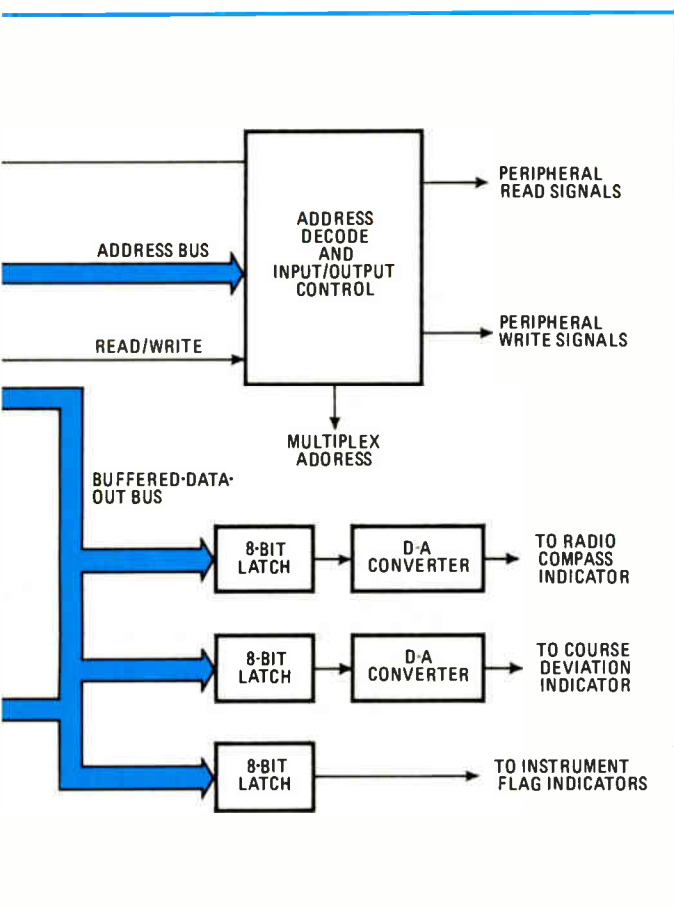 ADDRESS
DECODE
AND
INPUT/OUTPUT
CONTROL
PERIPHERAL
READ SIGNALS
ADDRESS BUS
READ/WRITE
PERIPHERAL
WRITE SIGNALS
MULTIPLEX
ADDRESS
BUFFERED-DATA-
OUT BUS
8-BIT
LATCH
D-A
CONVERTER
TO RADIO
COMPASS
INDICATOR
8-BIT
LATCH
D-A
CONVERTER
TO COURSE
DEVIATION
INDICATOR
8-BIT
LATCH
TO INSTRUMENT
FLAG INDICATORS